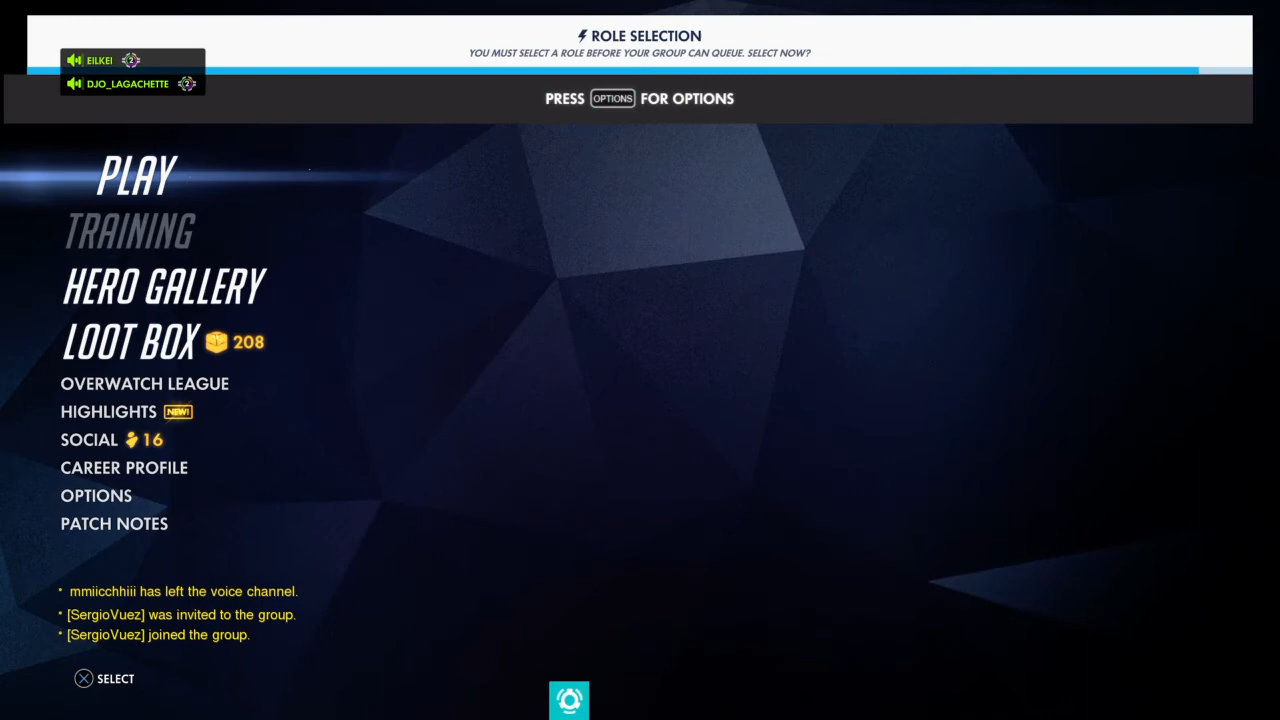 ROLE SELECTION
YOU MUST SELECT A ROLE BEFORE YOUR GROUP CAN QUEUE. SELECT NOW?
EILKEI 2
DJO_LAGACHETTE 2
PRESS OPTIONS FOR OPTIONS
PLAY
TRAINING
HERO GALLERY
LOOT BOX 208
OVERWATCH LEAGUE
HIGHLIGHTS NEW!
SOCIAL 16
CAREER PROFILE
OPTIONS
PATCH NOTES
• mmiicchhiii has left the voice channel.
• [SergioVuez] was invited to the group.
• [SergioVuez] joined the group.
SELECT